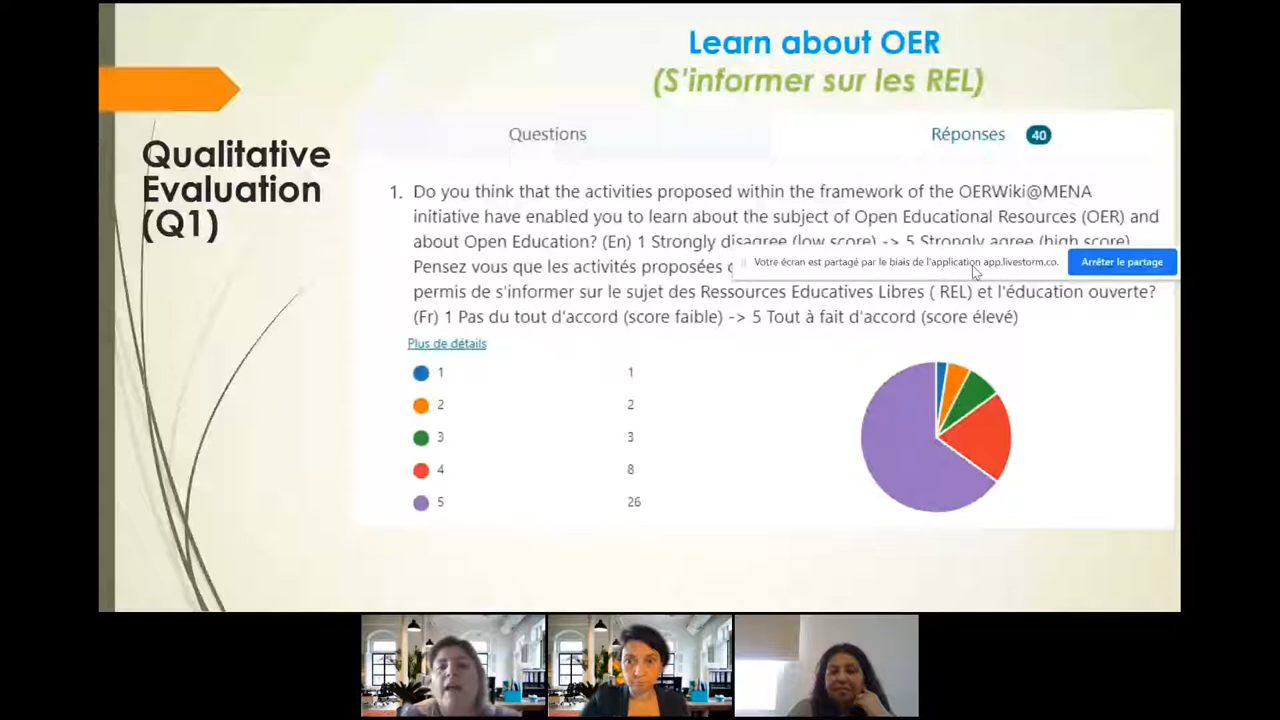 Learn about OER
(S'informer sur les REL)
Qualitative
Evaluation
(Q1)
Questions
Réponses 40
1. Do you think that the activities proposed within the framework of the OERWiki@MENA
initiative have enabled you to learn about the subject of Open Educational Resources (OER) and
about Open Education? (En) 1 Strongly disagree (low score) -> 5 Strongly agree (high score)
Pensez vous que les activités proposées
Votre écran est partagé par le biais de l'application app.livestorm.co.
Arrêter le partage
permis de s'informer sur le sujet des Ressources Educatives Libres ( REL) et l'éducation ouverte?
(Fr) 1 Pas du tout d'accord (score faible) -> 5 Tout à fait d'accord (score élevé)
Plus de détails
1 1
2 2
3 3
4 8
5 26